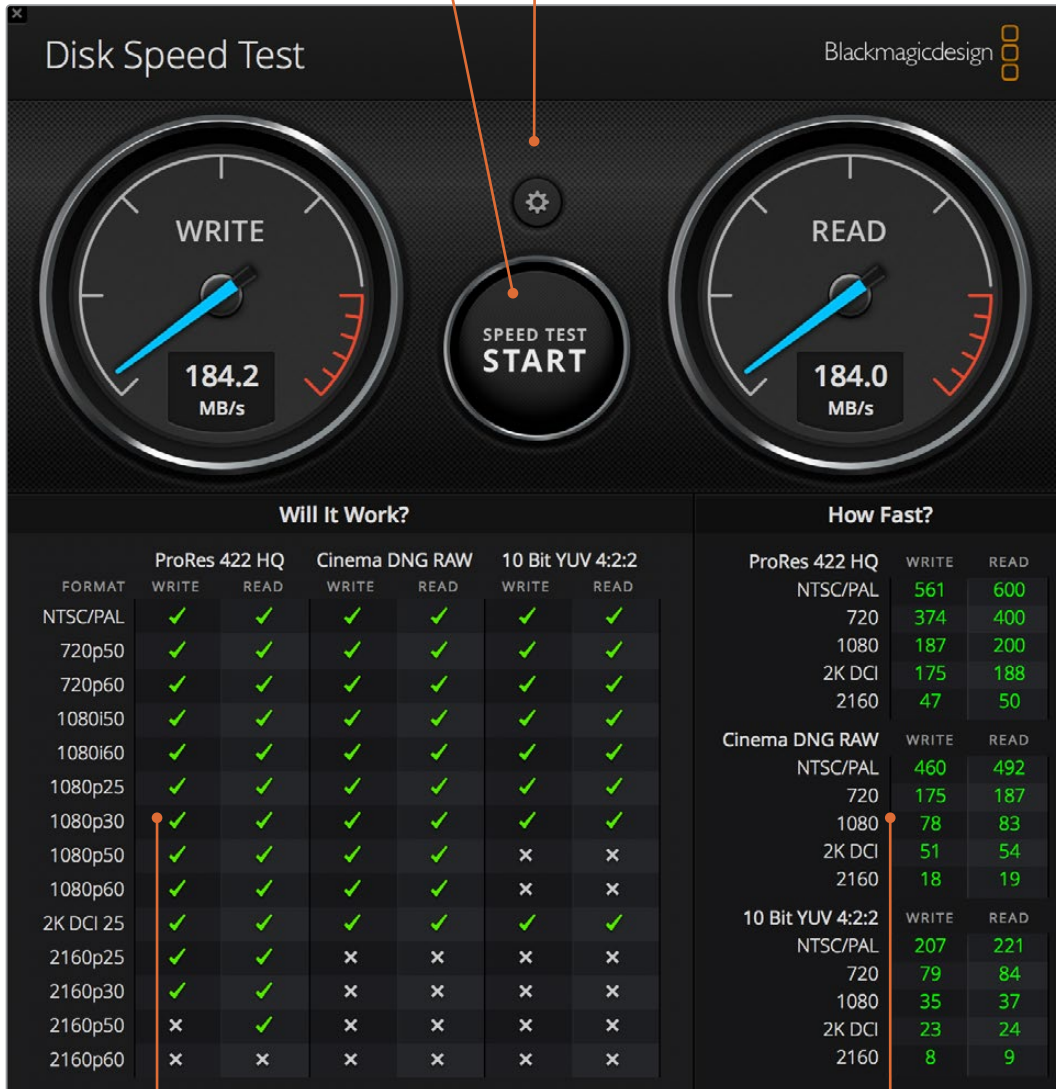 Disk Speed Test
Blackmagicdesign
WRITE
184.2
MB/s
SPEED TEST
START
READ
184.0
MB/s
Will It Work?
ProRes 422 HQ Cinema DNG RAW 10 Bit YUV 4:2:2
FORMAT WRITE READ WRITE READ WRITE READ
NTSC/PAL
720p50
720p60
1080i50
1080i60
1080p25
1080p30
1080p50
1080p60
2K DCI 25
2160p25
2160p30
2160p50
2160p60
How Fast?
ProRes 422 HQ WRITE READ
NTSC/PAL 561 600
720 374 400
1080 187 200
2K DCI 175 188
2160 47 50
Cinema DNG RAW WRITE READ
NTSC/PAL 460 492
720 175 187
1080 78 83
2K DCI 51 54
2160 18 19
10 Bit YUV 4:2:2 WRITE READ
NTSC/PAL 207 221
720 79 84
1080 35 37
2K DCI 23 24
2160 8 9